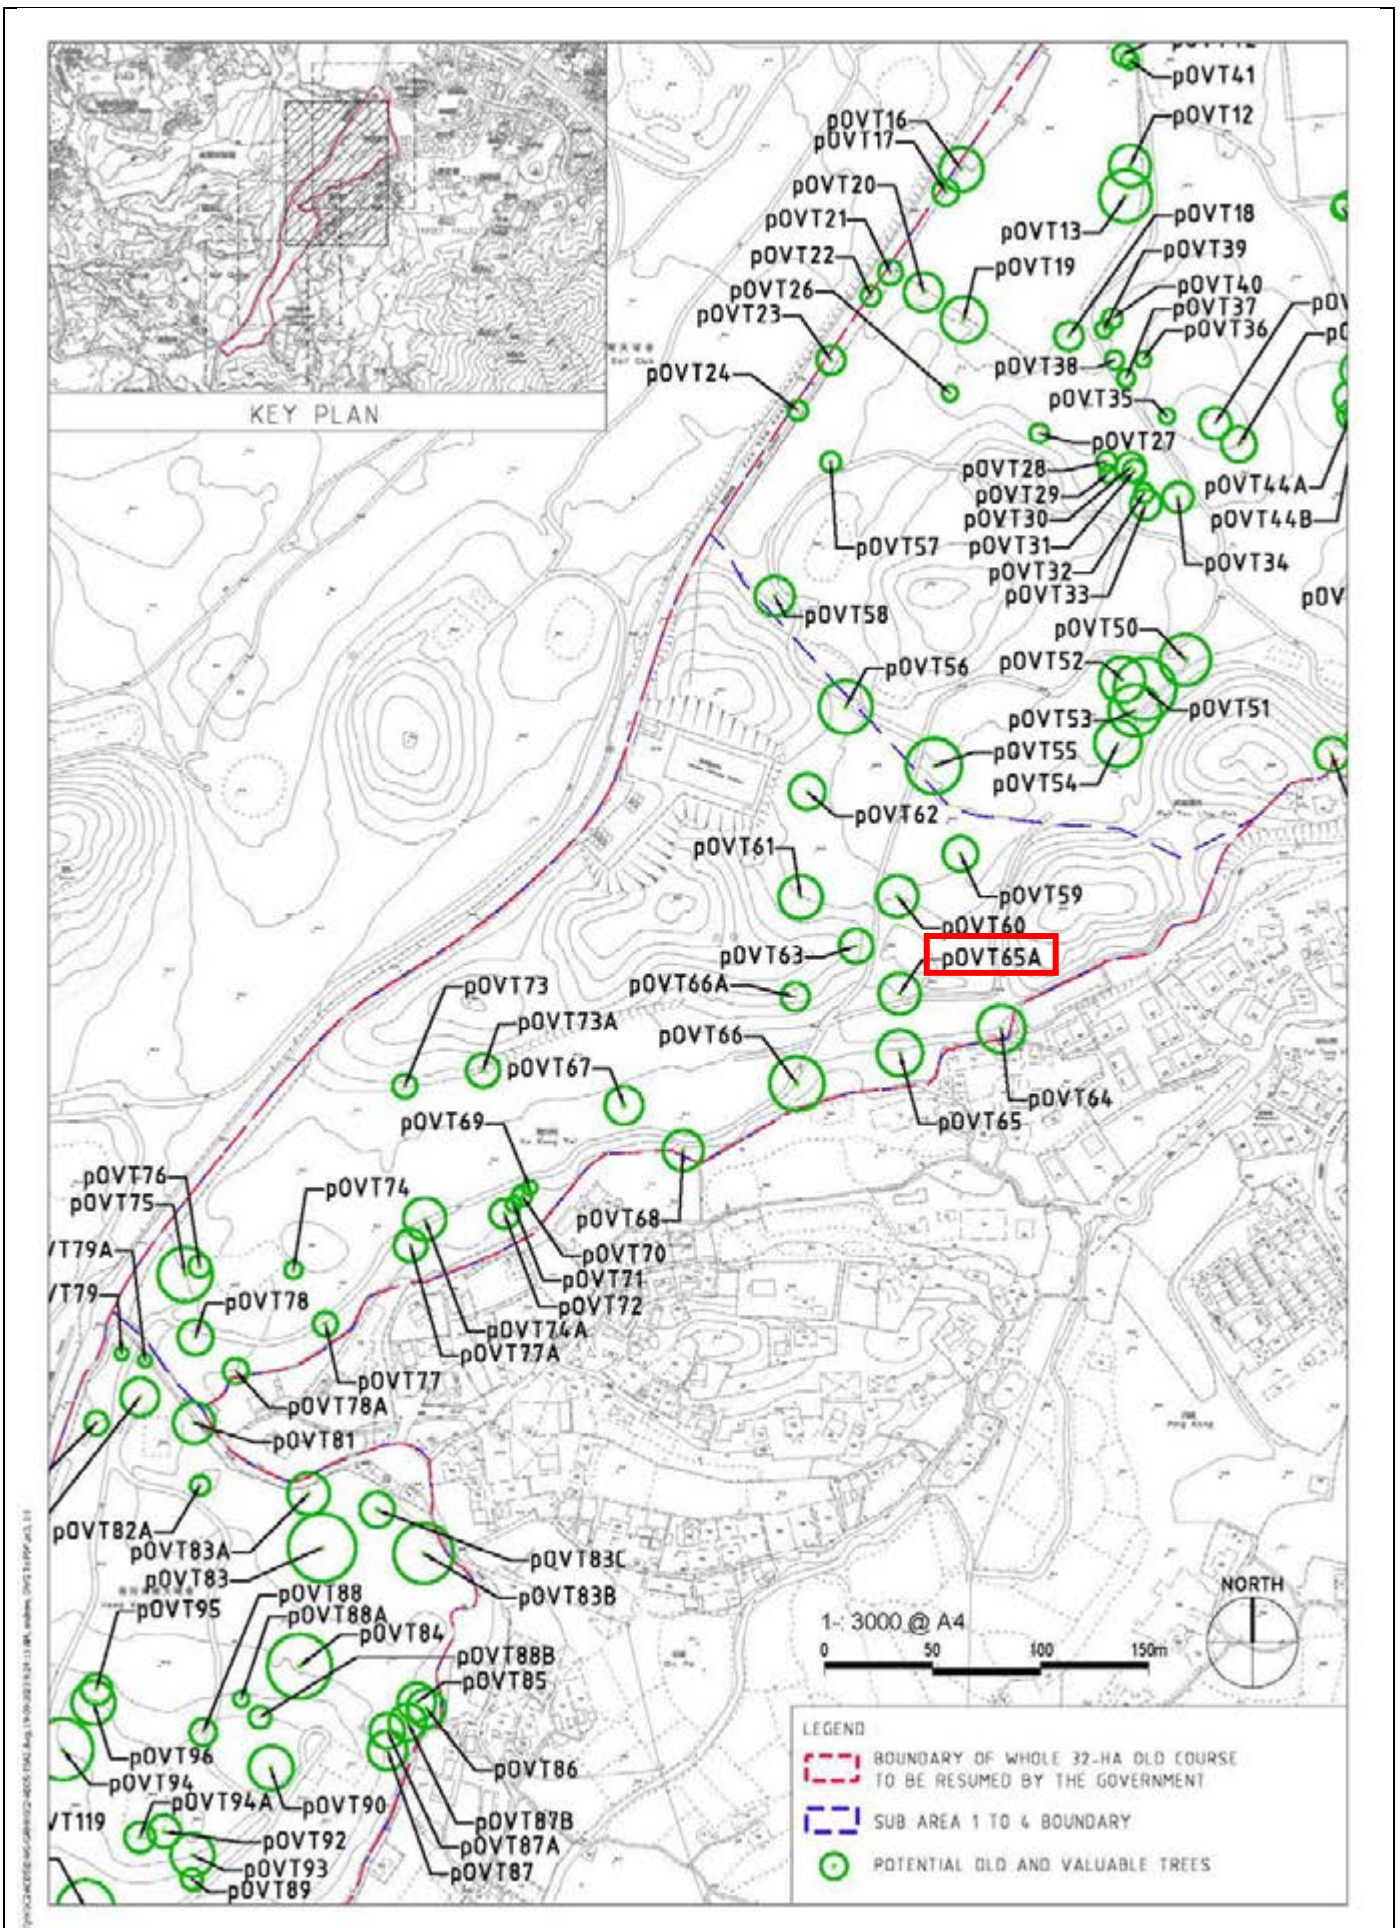 pOVT41
pOVT12
pOVT16
pOVT17
pOVT20
pOVT21
pOVT22
pOVT26
pOVT23
pOVT24
pOVT13
pOVT18
pOVT39
pOVT19
pOVT40
pOVT37
pOVT36
pOVT38
pOVT35
KEY PLAN
pOVT27
pOVT28
pOVT29
pOVT30
pOVT31
pOVT32
pOVT33
pOVT44A
pOVT44B
pOVT34
pOVT57
pOVT58
pOVT50
pOVT52
pOVT56
pOVT53
pOVT51
pOVT55
pOVT54
pOVT62
pOVT61
pOVT59
pOVT60
pOVT63
pOVT65A
pOVT66A
pOVT73
pOVT73A
pOVT66
pOVT67
pOVT64
pOVT65
pOVT69
pOVT76
pOVT75
pOVT74
pOVT68
VT79A
pOVT70
pOVT71
VT79
pOVT78
pOVT72
pOVT74A
pOVT77A
pOVT77
pOVT78A
pOVT81
Ping Kong
pOVT82A
pOVT83A
pOVT83C
pOVT83
pOVT83B
pOVT88
pOVT95
pOVT88A
pOVT84
pOVT88B
pOVT85
NORTH
1-: 3000 @ A4
0 50 100 150m
pOVT96
pOVT86
pOVT94
pOVT94A
pOVT90
VT119
pOVT92
pOVT87B
pOVT93
pOVT87A
pOVT89
pOVT87
LEGEND
BOUNDARY OF WHOLE 32-HA OLD COURSE
TO BE RESUMED BY THE GOVERNMENT
SUB AREA 1 TO 4 BOUNDARY
POTENTIAL OLD AND VALUABLE TREES